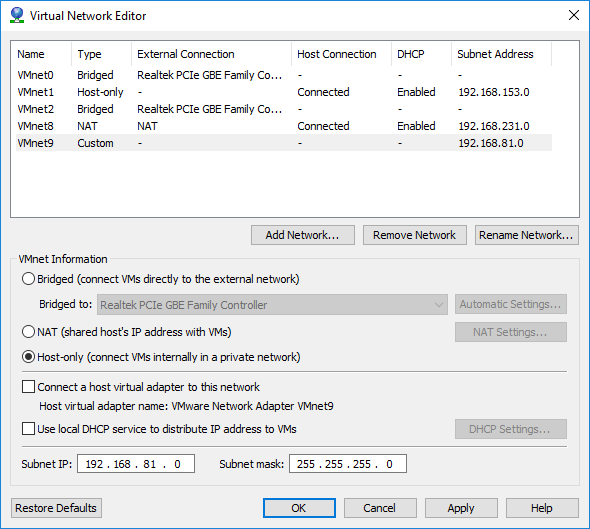 Virtual Network Editor
Name Type External Connection Host Connection DHCP Subnet Address
VMnet0 Bridged Realtek PCIe GBE Family Co... - - -
VMnet1 Host-only - Connected Enabled 192.168.153.0
VMnet2 Bridged Realtek PCIe GBE Family Co... - - -
VMnet8 NAT NAT Connected Enabled 192.168.231.0
VMnet9 Custom - - - 192.168.81.0
Add Network... Remove Network Rename Network...
VMnet Information
Bridged (connect VMs directly to the external network)
Bridged to: Realtek PCIe GBE Family Controller Automatic Settings...
NAT (shared host's IP address with VMs) NAT Settings...
Host-only (connect VMs internally in a private network)
Connect a host virtual adapter to this network
Host virtual adapter name: VMware Network Adapter VMnet9
Use local DHCP service to distribute IP address to VMs DHCP Settings...
Subnet IP: 192 . 168 . 81 . 0 Subnet mask: 255 . 255 . 255 . 0
Restore Defaults OK Cancel Apply Help